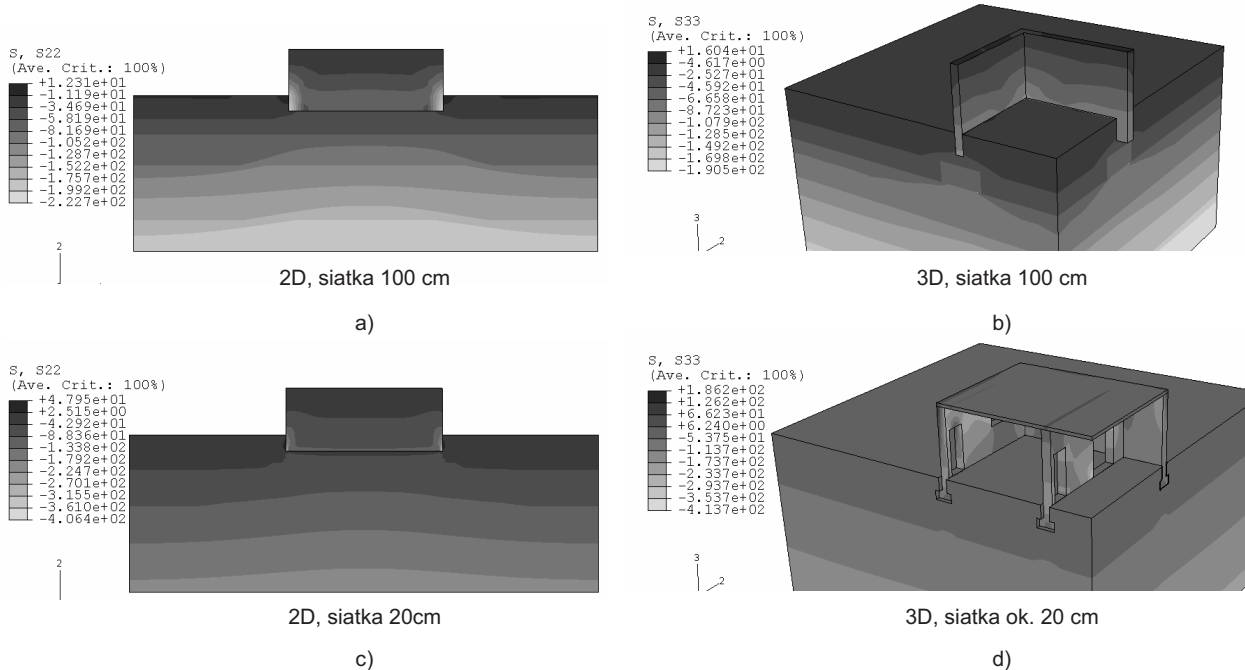 S, S22
(Ave. Crit.: 100%)
+1.231e+01
-1.119e+01
-3.469e+01
-5.819e+01
-8.169e+01
-1.052e+02
-1.287e+02
-1.522e+02
-1.757e+02
-1.992e+02
-2.227e+02
2
2D, siatka 100 cm
a)
S, S33
(Ave. Crit.: 100%)
+1.604e+01
-4.617e+00
-2.527e+01
-4.592e+01
-6.658e+01
-8.723e+01
-1.079e+02
-1.285e+02
-1.492e+02
-1.698e+02
-1.905e+02
3
2
3D, siatka 100 cm
b)
S, S22
(Ave. Crit.: 100%)
+4.795e+01
+2.515e+00
-4.292e+01
-8.836e+01
-1.338e+02
-1.792e+02
-2.247e+02
-2.701e+02
-3.155e+02
-3.610e+02
-4.064e+02
2
2D, siatka 20cm
c)
S, S33
(Ave. Crit.: 100%)
+1.862e+02
+1.262e+02
+6.623e+01
+6.240e+00
-5.375e+01
-1.137e+02
-1.737e+02
-2.337e+02
-2.937e+02
-3.537e+02
-4.137e+02
3
2
3D, siatka ok. 20 cm
d)